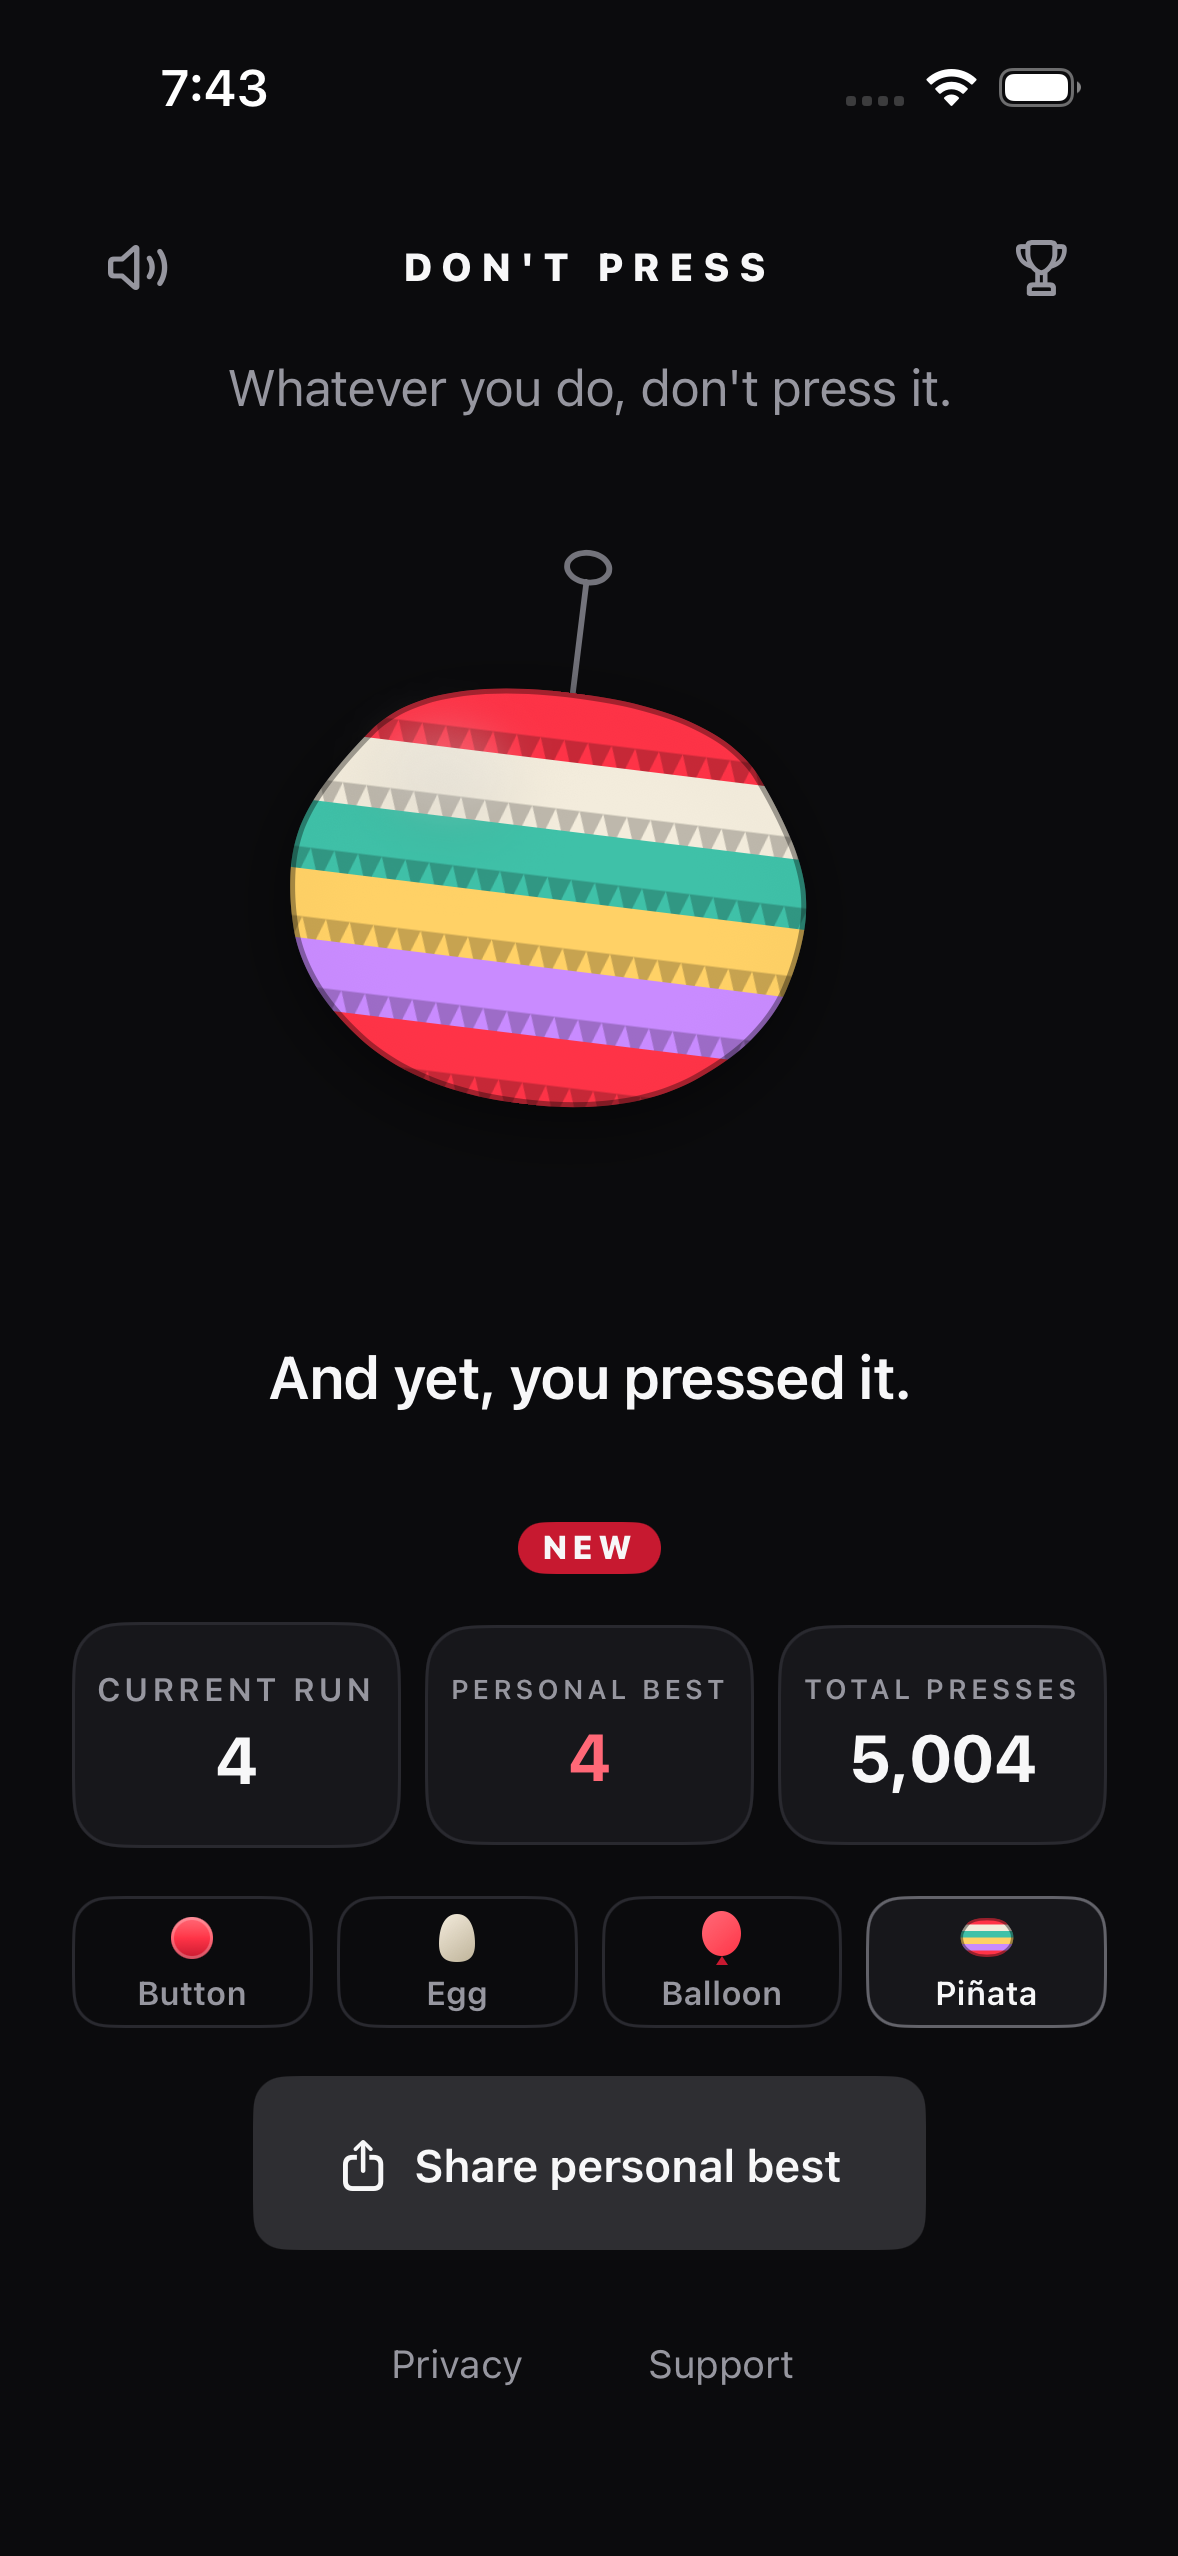 7:43
DON'T PRESS
Whatever you do, don't press it.
And yet, you pressed it.
NEW
CURRENT RUN
4
PERSONAL BEST
4
TOTAL PRESSES
5,004
Button
Egg
Balloon
Piñata
Share personal best
Privacy
Support